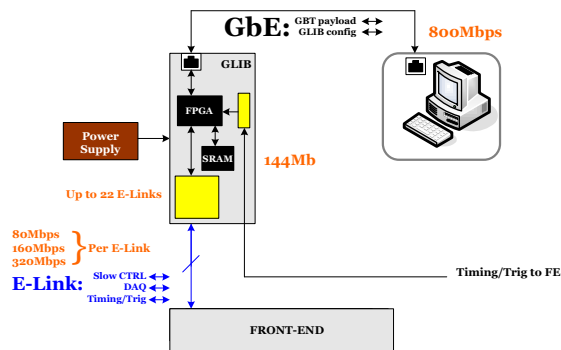 GbE: GBT payload
GLIB config
800Mbps
GLIB
FPGA
Power
Supply
SRAM
144Mb
Up to 22 E-Links
80Mbps
160Mbps
320Mbps
Per E-Link
E-Link:
Slow CTRL
DAQ
Timing/Trig
Timing/Trig to FE
FRONT-END